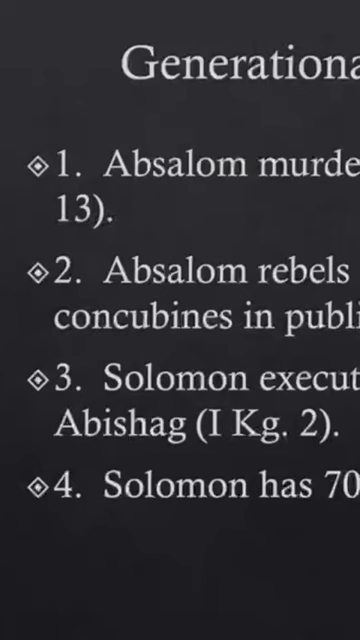 Generationa
1. Absalom murde
13).
2. Absalom rebels
concubines in publi
3. Solomon execut
Abishag (I Kg. 2).
4. Solomon has 70